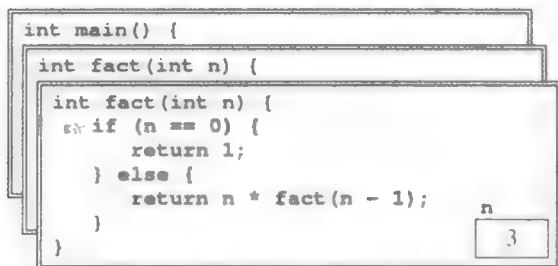 int main() {
int fact(int n) {
int fact(int n) {
if (n == 0) {
return 1;
} else {
return n * fact(n - 1);
}
}
n
3